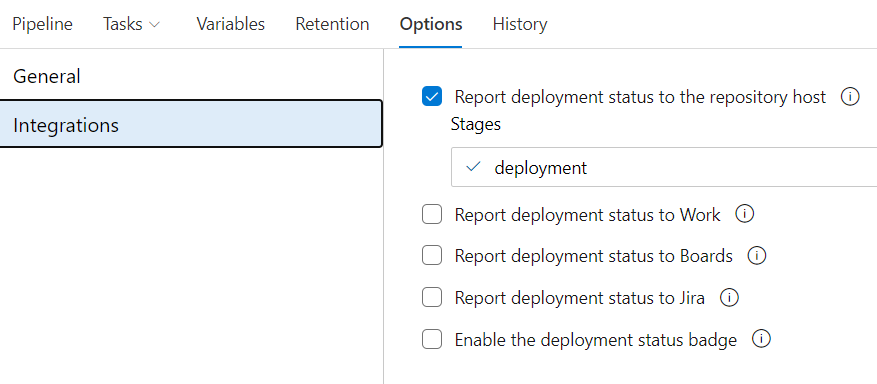 Pipeline Tasks Variables Retention Options History
General
Integrations
Report deployment status to the repository host
Stages
deployment
Report deployment status to Work
Report deployment status to Boards
Report deployment status to Jira
Enable the deployment status badge